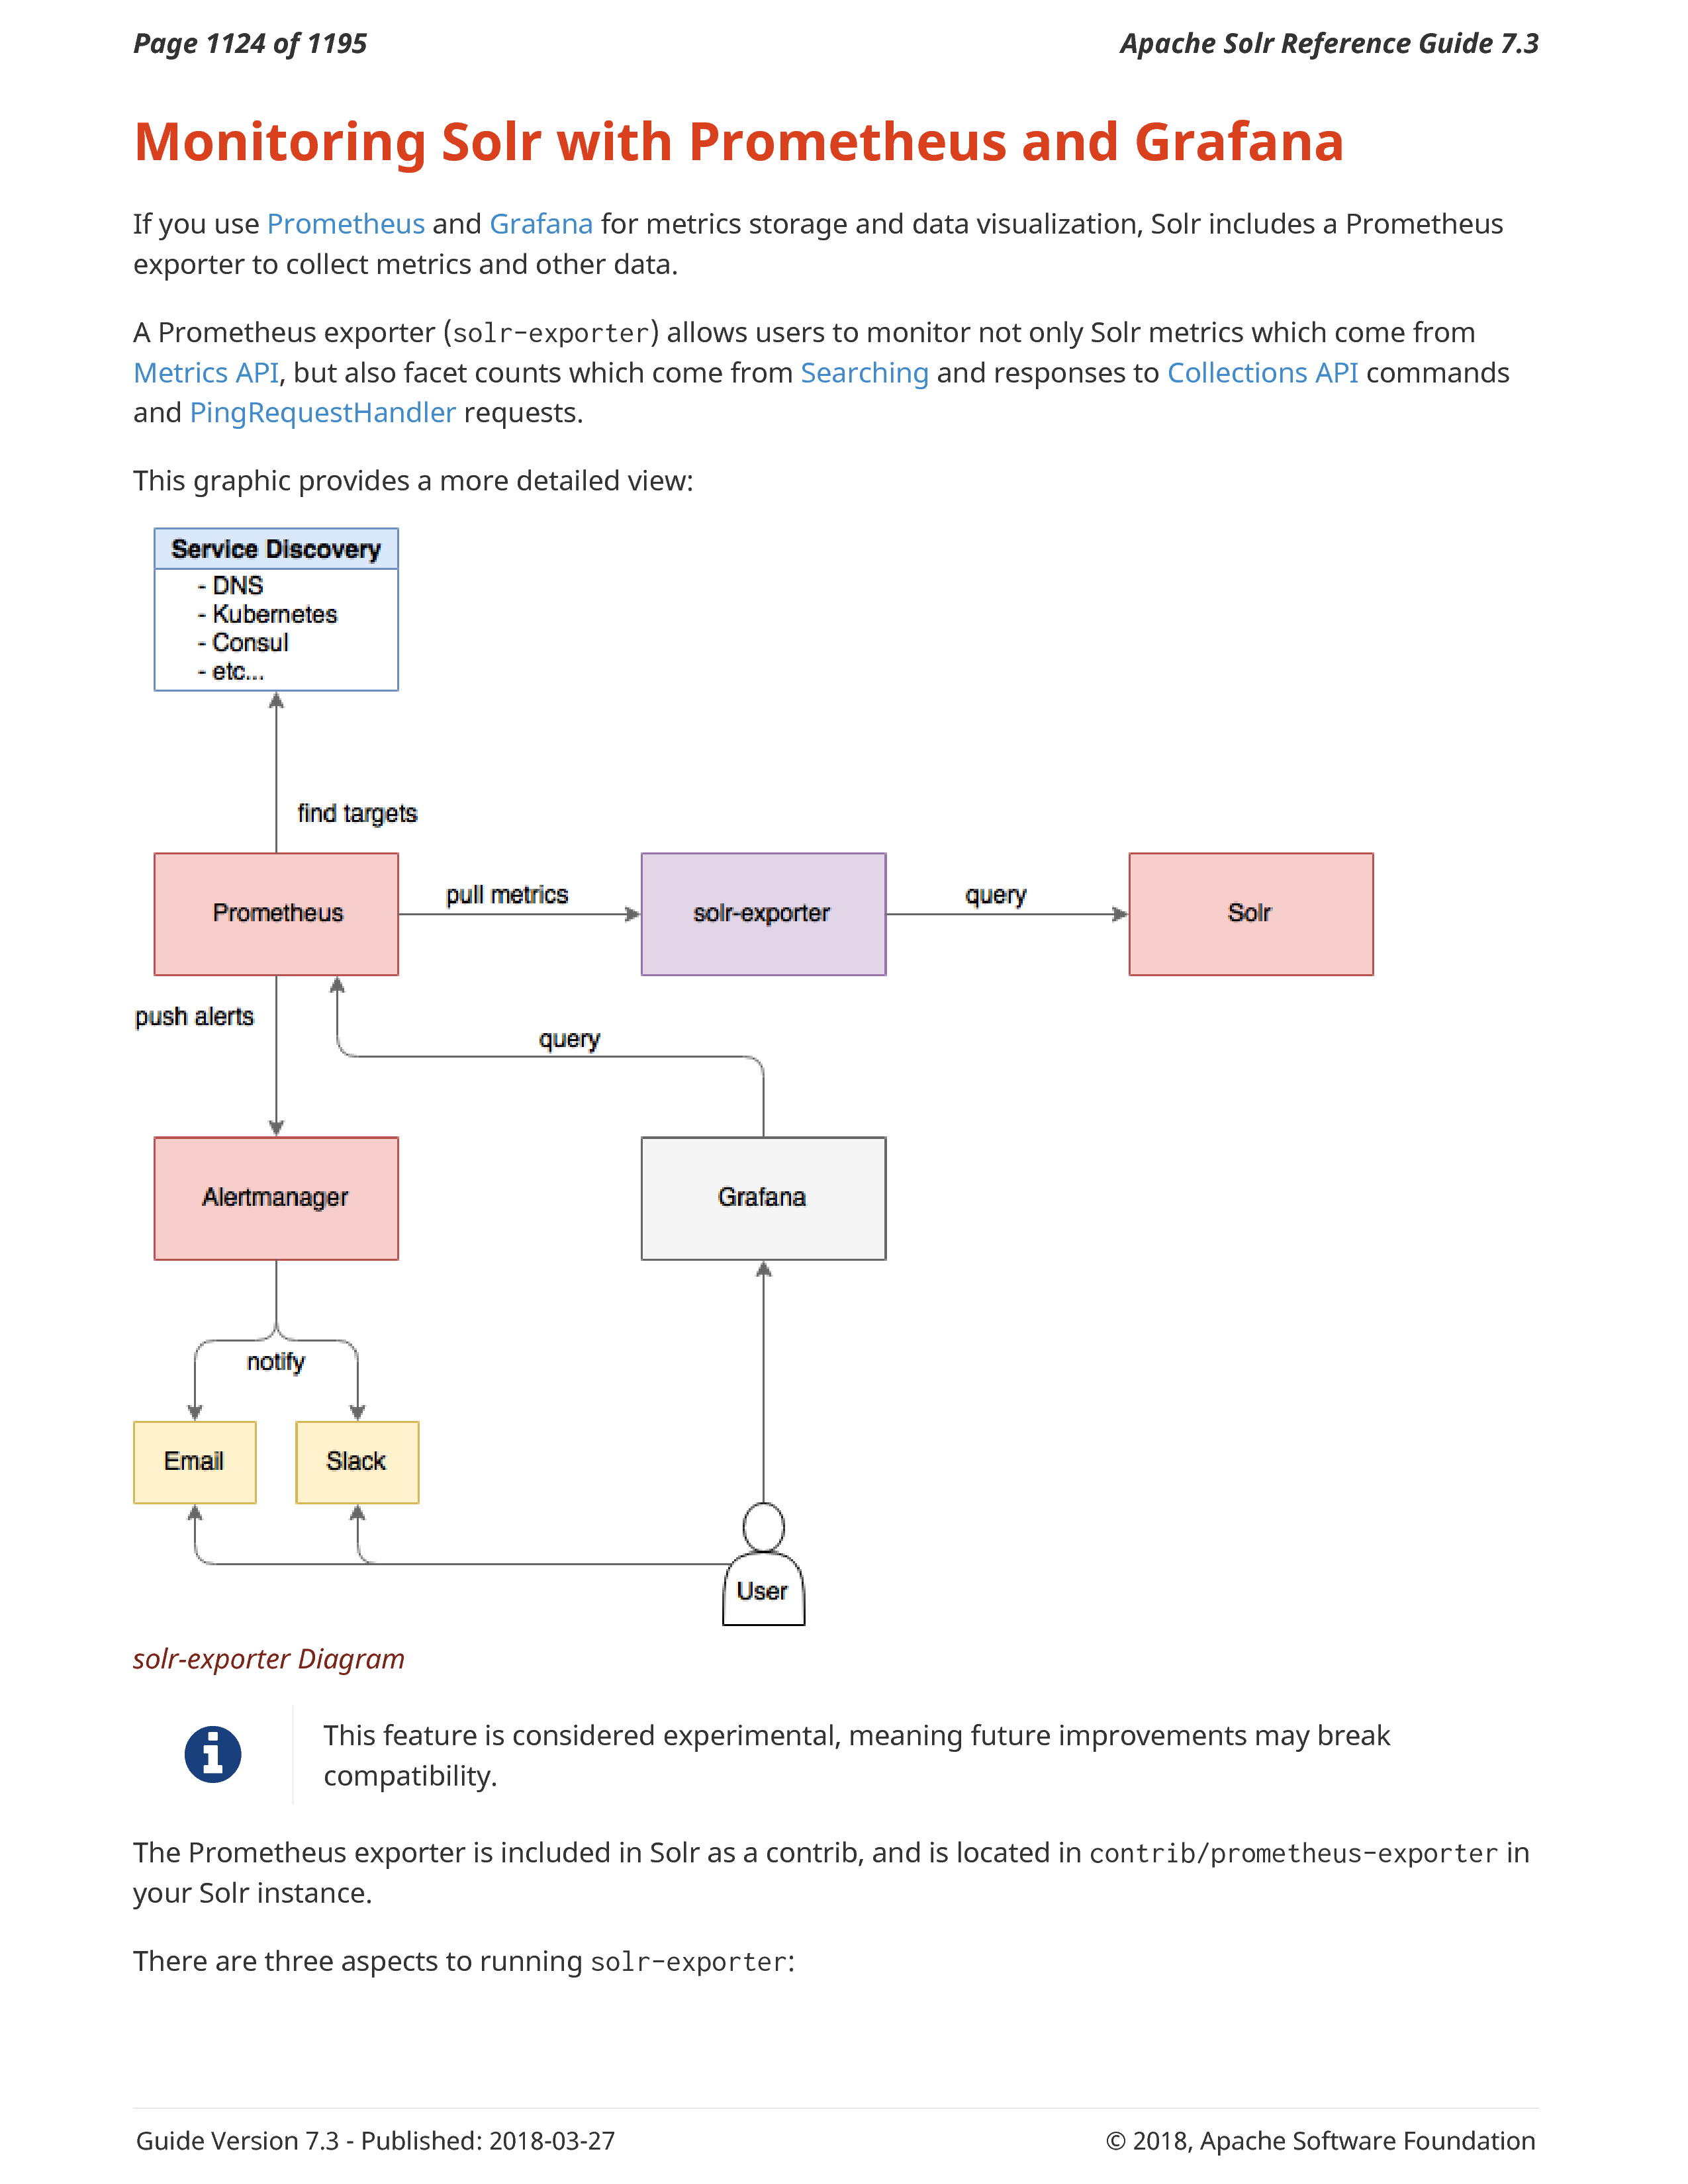 Page 1124 of 1195
Apache Solr Reference Guide 7.3
Monitoring Solr with Prometheus and Grafana
If you use Prometheus and Grafana for metrics storage and data visualization, Solr includes a Prometheus
exporter to collect metrics and other data.
A Prometheus exporter (solr-exporter) allows users to monitor not only Solr metrics which come from
Metrics API, but also facet counts which come from Searching and responses to Collections API commands
and PingRequestHandler requests.
This graphic provides a more detailed view:
Service Discovery
- DNS
- Kubernetes
- Consul
- etc...
find targets
Prometheus
pull metrics
solr-exporter
query
Solr
push alerts
query
Alertmanager
Grafana
notify
Email
Slack
User
solr-exporter Diagram
This feature is considered experimental, meaning future improvements may break
compatibility.
The Prometheus exporter is included in Solr as a contrib, and is located in contrib/prometheus-exporter in
your Solr instance.
There are three aspects to running solr-exporter:
Guide Version 7.3 - Published: 2018-03-27
© 2018, Apache Software Foundation